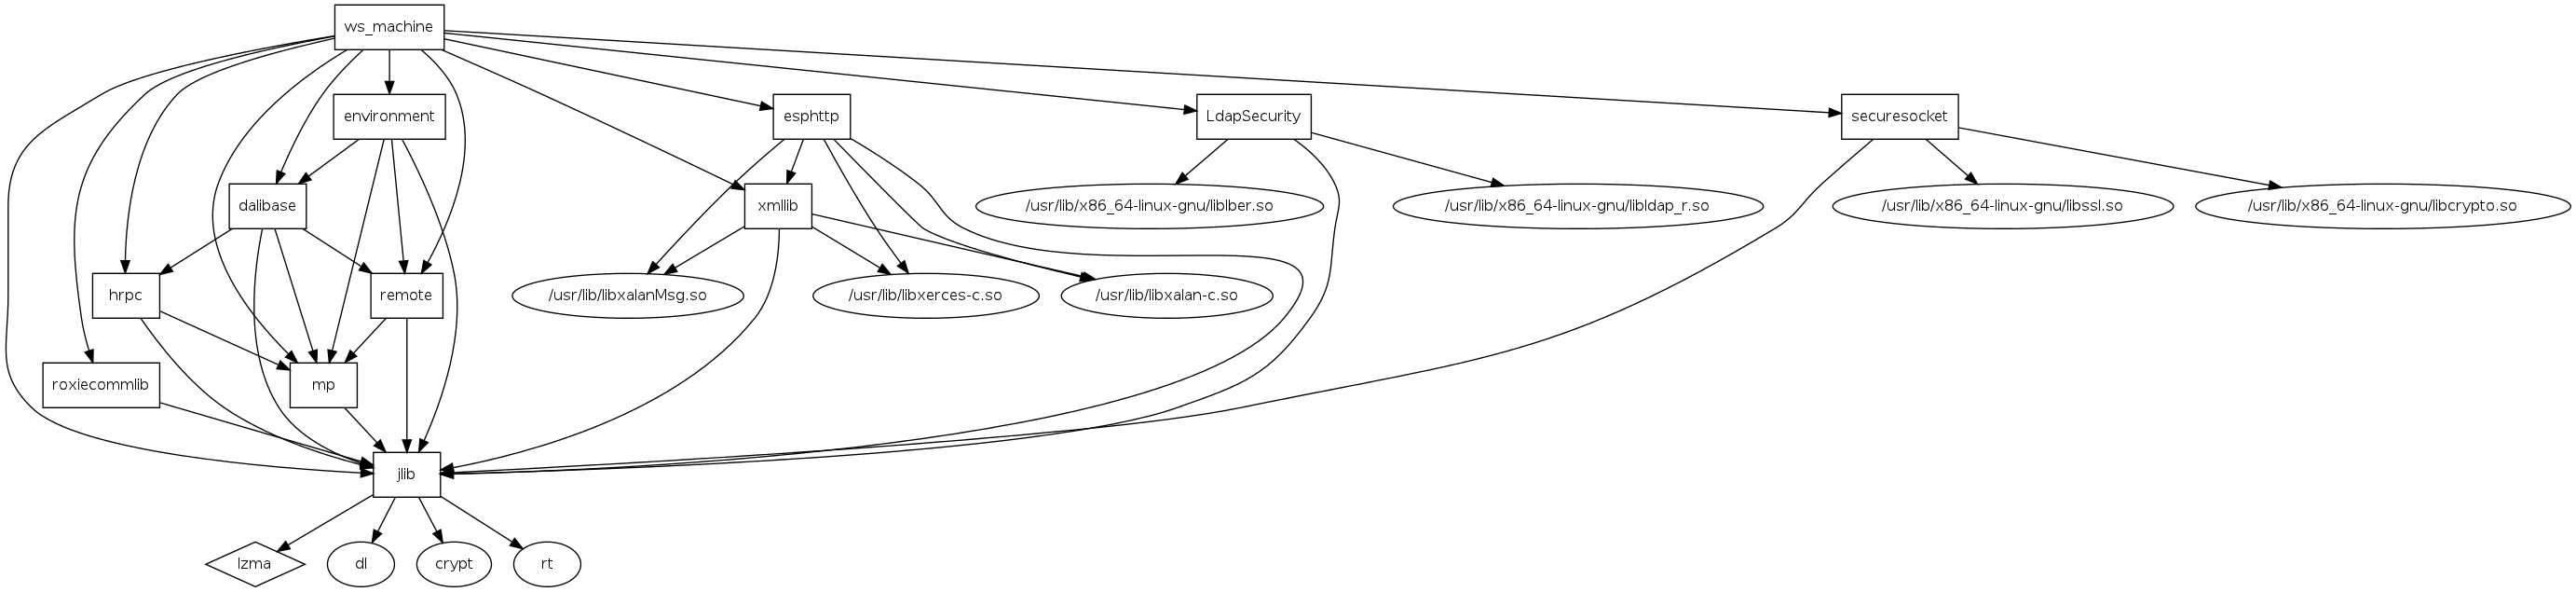 ws_machine
environment
esphttp
LdapSecurity
securesocket
dalibase
xmllib
/usr/lib/x86_64-linux-gnu/liblber.so
/usr/lib/x86_64-linux-gnu/libldap_r.so
/usr/lib/x86_64-linux-gnu/libssl.so
/usr/lib/x86_64-linux-gnu/libcrypto.so
hrpc
remote
/usr/lib/libxalanMsg.so
/usr/lib/libxerces-c.so
/usr/lib/libxalan-c.so
roxiecommlib
mp
jlib
lzma
dl
crypt
rt